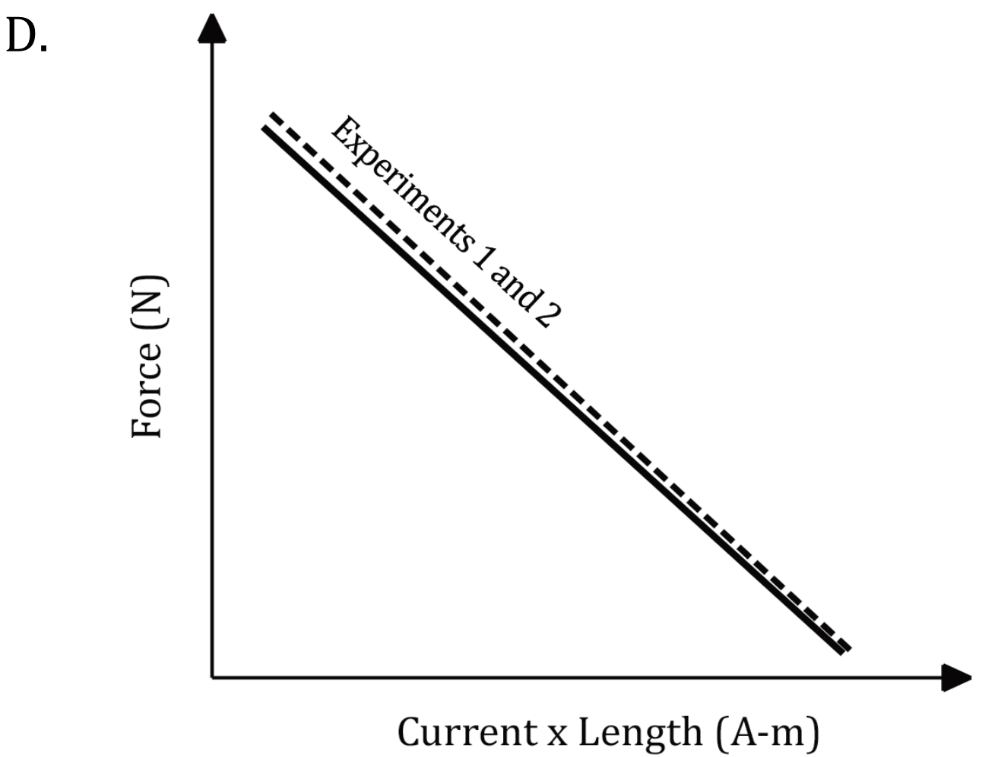 D.
Experiments 1 and 2
Force (N)
Current x Length (A-m)